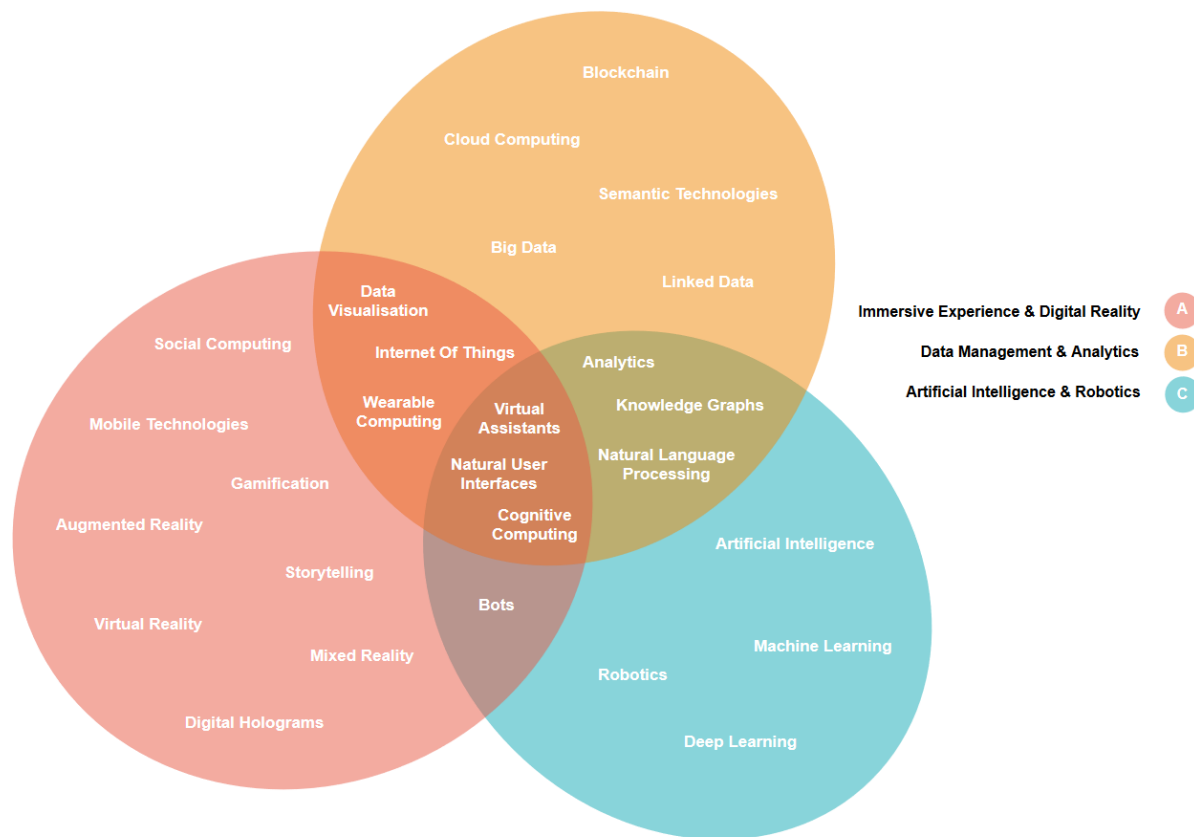 Blockchain
Cloud Computing
Semantic Technologies
Big Data
Linked Data
Data
Visualisation
Social Computing
Internet Of Things
Analytics
Wearable
Computing
Virtual
Assistants
Knowledge Graphs
Mobile Technologies
Natural User
Interfaces
Natural Language
Processing
Gamification
Augmented Reality
Cognitive
Computing
Artificial Intelligence
Storytelling
Bots
Virtual Reality
Mixed Reality
Machine Learning
Robotics
Digital Holograms
Deep Learning
Immersive Experience & Digital Reality A
Data Management & Analytics B
Artificial Intelligence & Robotics C